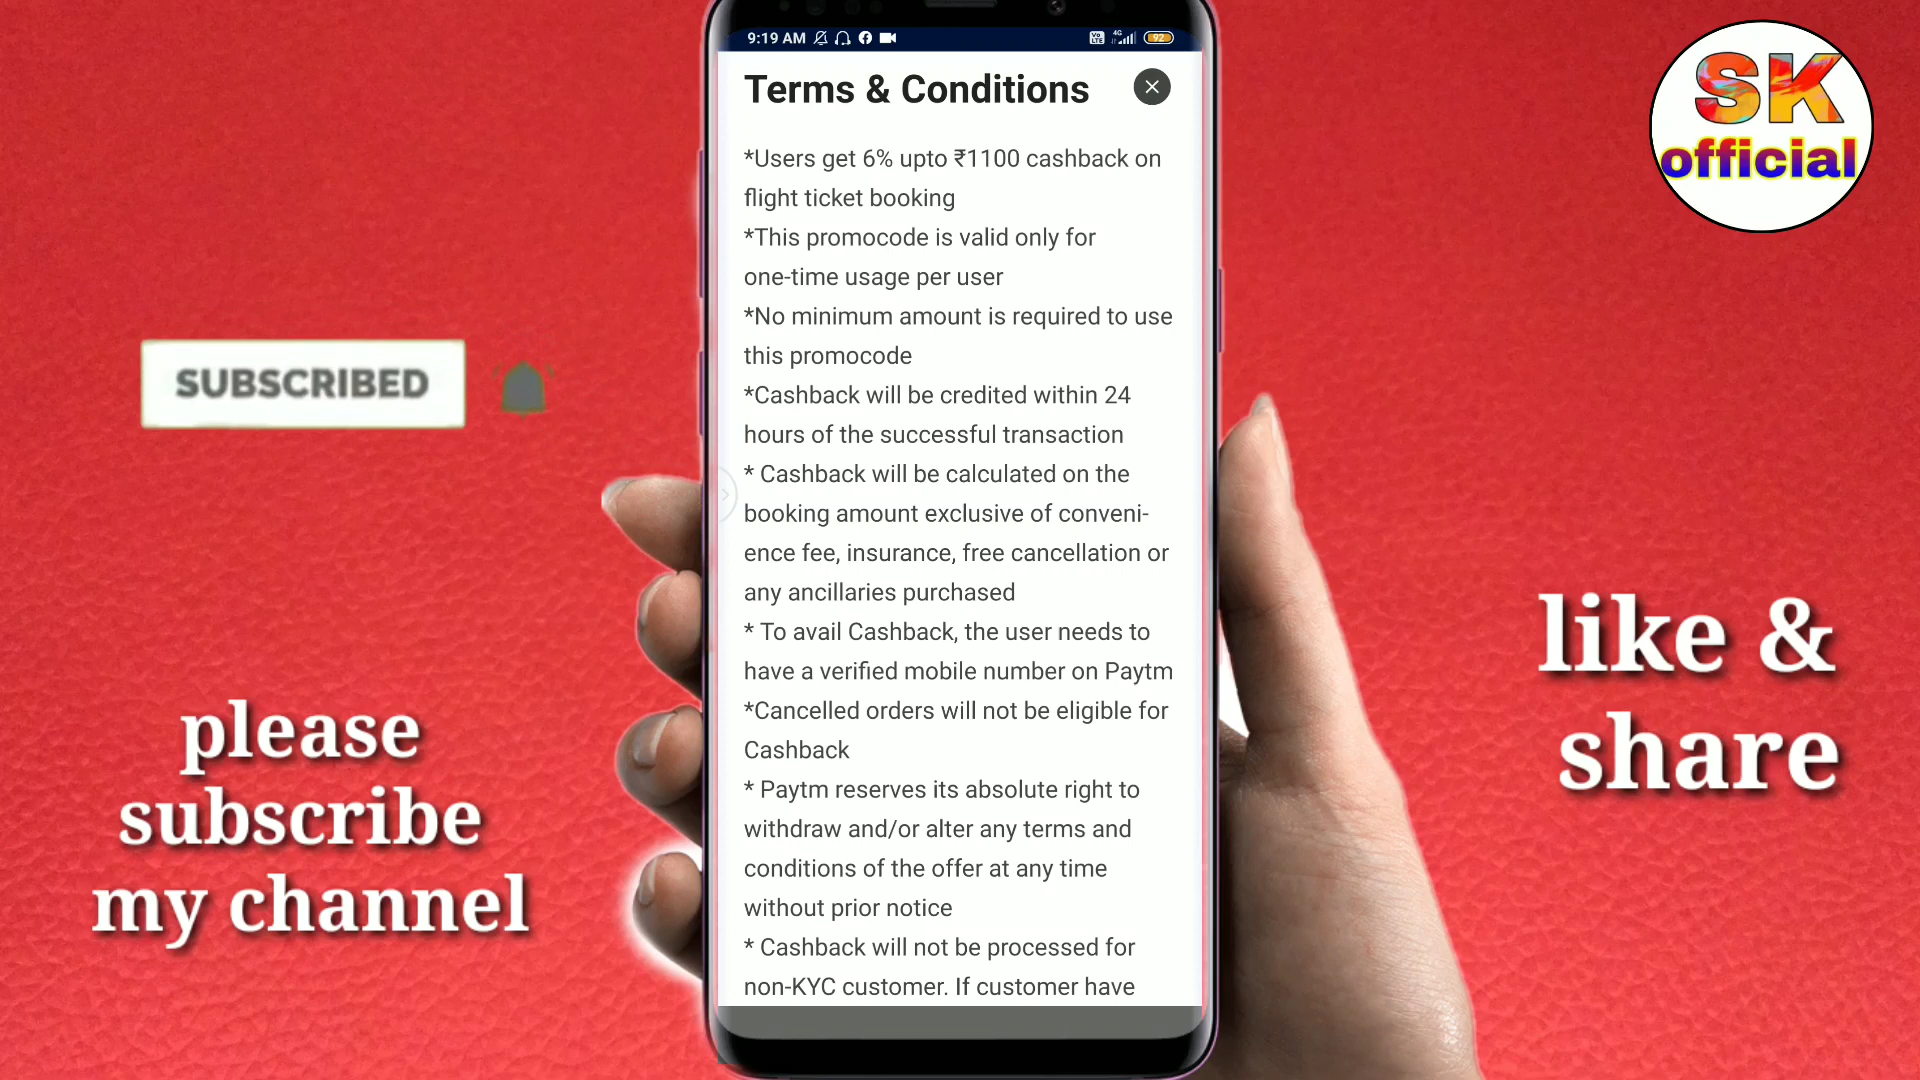 9:19 AM
Vo
LTE
4G
92
Terms & Conditions
*Users get 6% upto ₹1100 cashback on
flight ticket booking
*This promocode is valid only for
one-time usage per user
*No minimum amount is required to use
this promocode
*Cashback will be credited within 24
hours of the successful transaction
* Cashback will be calculated on the
booking amount exclusive of conveni-
ence fee, insurance, free cancellation or
any ancillaries purchased
* To avail Cashback, the user needs to
have a verified mobile number on Paytm
*Cancelled orders will not be eligible for
Cashback
* Paytm reserves its absolute right to
withdraw and/or alter any terms and
conditions of the offer at any time
without prior notice
* Cashback will not be processed for
non-KYC customer. If customer have
SUBSCRIBED
please
subscribe
my channel
SK
official
like &
share